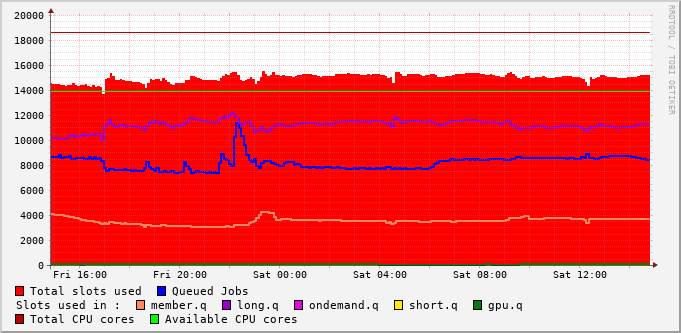 20000
18000
16000
14000
12000
10000
8000
6000
4000
2000
0
Fri 16:00 Fri 20:00 Sat 00:00 Sat 04:00 Sat 08:00 Sat 12:00
Total slots used Queued Jobs
Slots used in : member.q long.q ondemand.q short.q gpu.q
Total CPU cores Available CPU cores
RRDTOOL / TOBI OETIKER